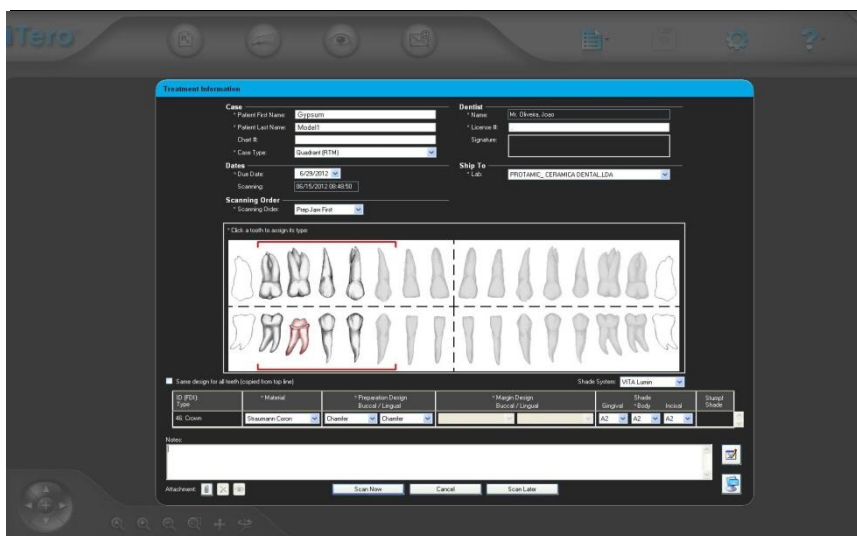 iTero
Treatment Information
Case
* Patient First Name: Gypsum
* Patient Last Name: Model1
Chart #:
* Case Type: Quadrant (RTM)
Dentist
* Name: Mr. Oliveira, Joao
* License #:
Signature:
Dates
* Due Date: 6/29/2012
Scanning: 06/15/2012 08:48:50
Ship To
* Lab: PROTAMIC_ CERAMICA DENTAL,LDA
Scanning Order
* Scanning Order: Prep Jaw First
* Click a tooth to assign its type:
Same design for all teeth (copied from top line)
Shade System: VITA Lumin
ID (FDI) Type
* Material
* Preparation Design Buccal / Lingual
* Margin Design Buccal / Lingual
Shade
Gingival * Body Incisal
Stumpf Shade
46 Crown Straumann Coron Chamfer Chamfer A2 A2 A2
Notes:
Attachment:
Scan Now Cancel Scan Later